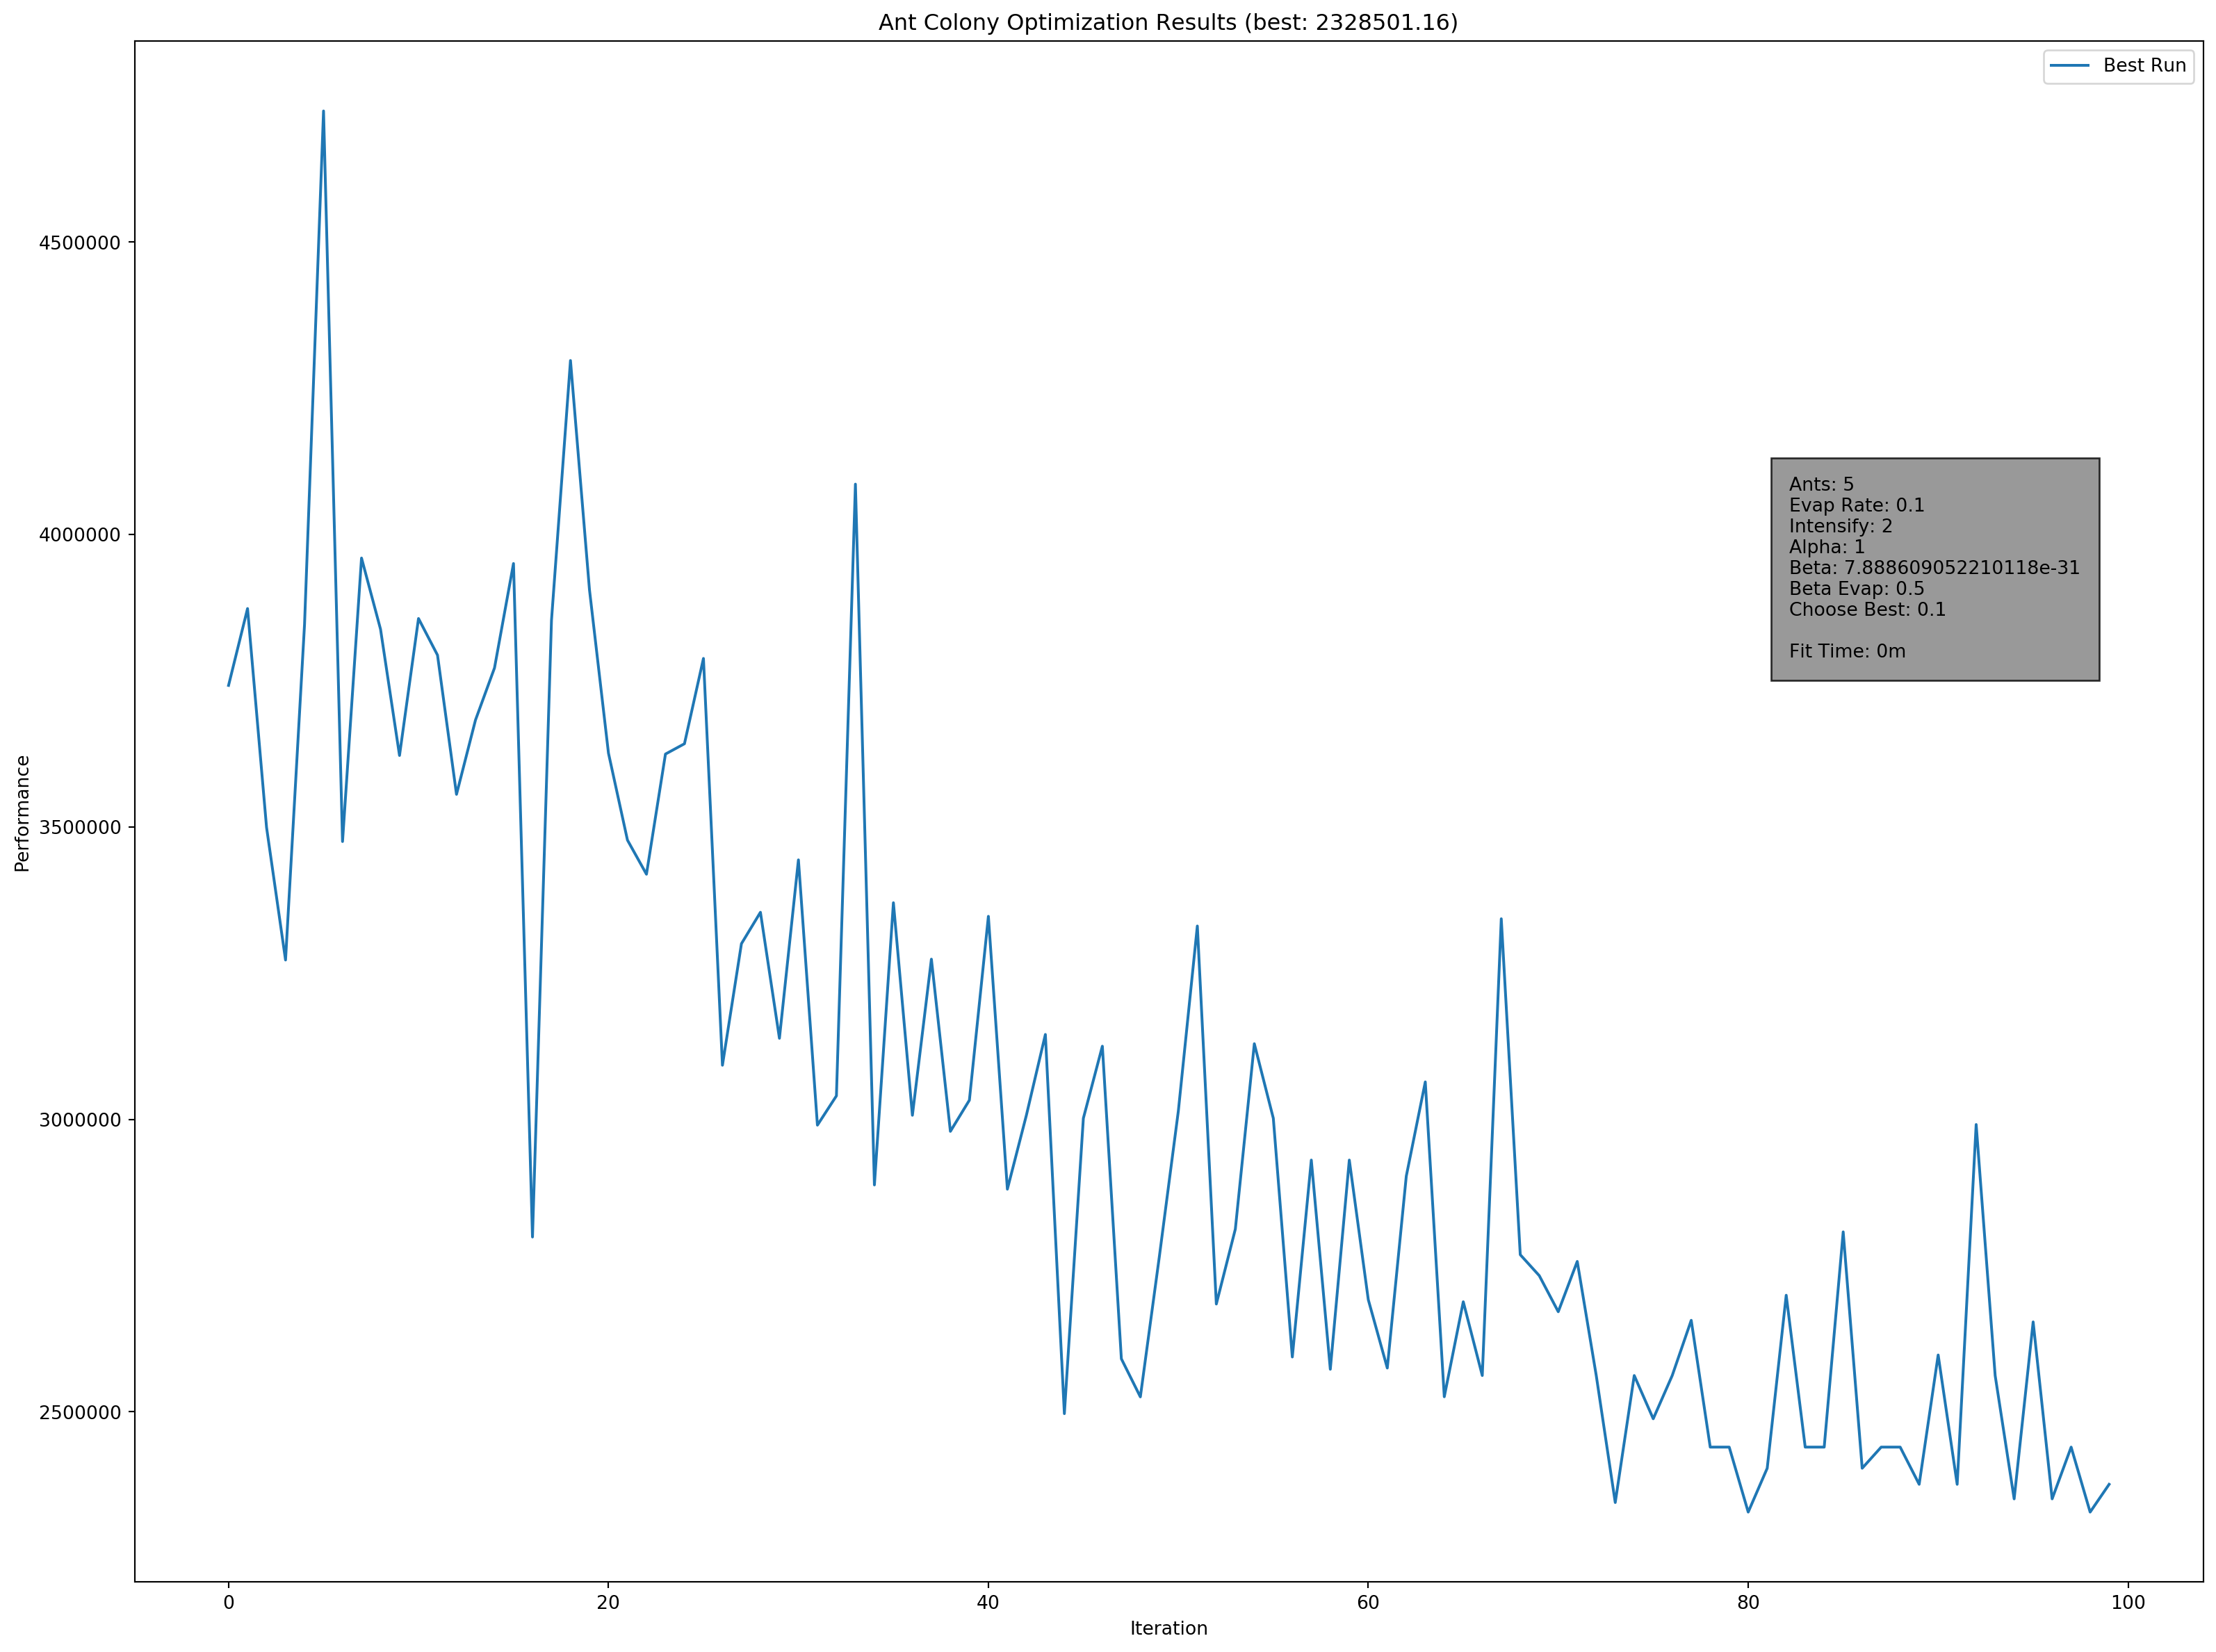 Ant Colony Optimization Results (best: 2328501.16)
Best Run
4500000
4000000
3500000
3000000
2500000
Performance
Ants: 5
Evap Rate: 0.1
Intensify: 2
Alpha: 1
Beta: 7.888609052210118e-31
Beta Evap: 0.5
Choose Best: 0.1
Fit Time: 0m
0 20 40 60 80 100
Iteration